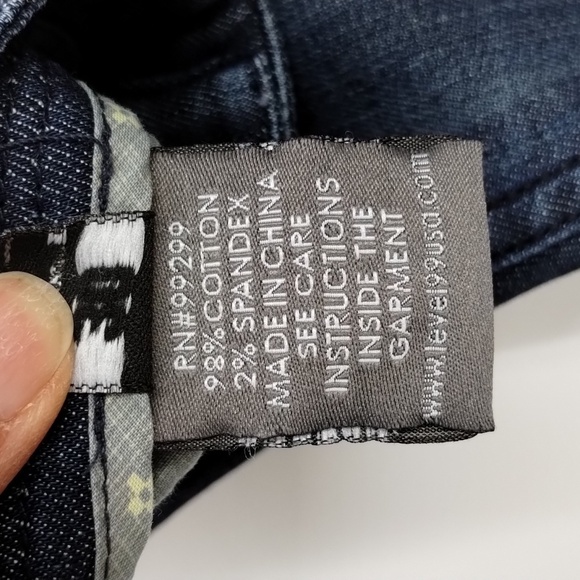 RN#99299
98% COTTON
2% SPANDEX
MADE IN CHINA
SEE CARE
INSTRUCTIONS
INSIDE THE
GARMENT
www.level99usa.com